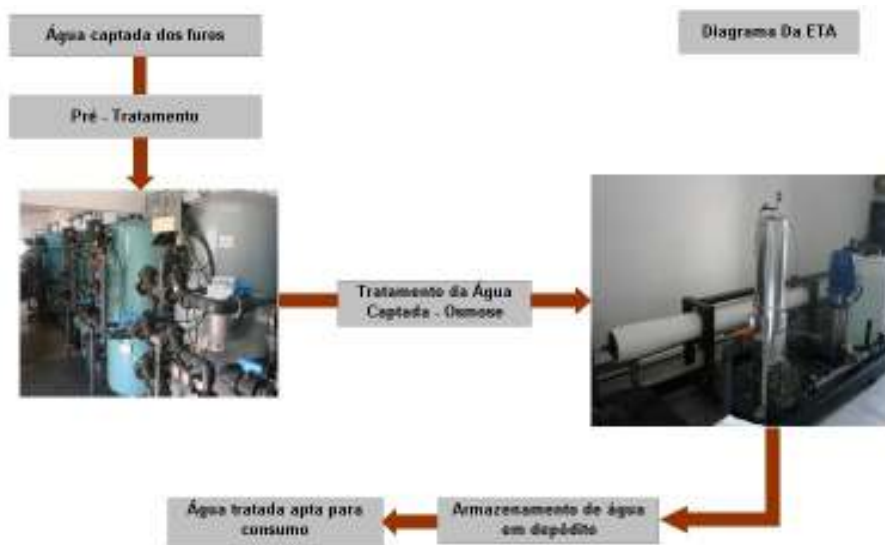 Água captada dos furos
Diagrama Da ETA
Pré - Tratamento
Tratamento da Água
Captada - Osmose
Água tratada apta para
consumo
Armazenamento de água
em depósito